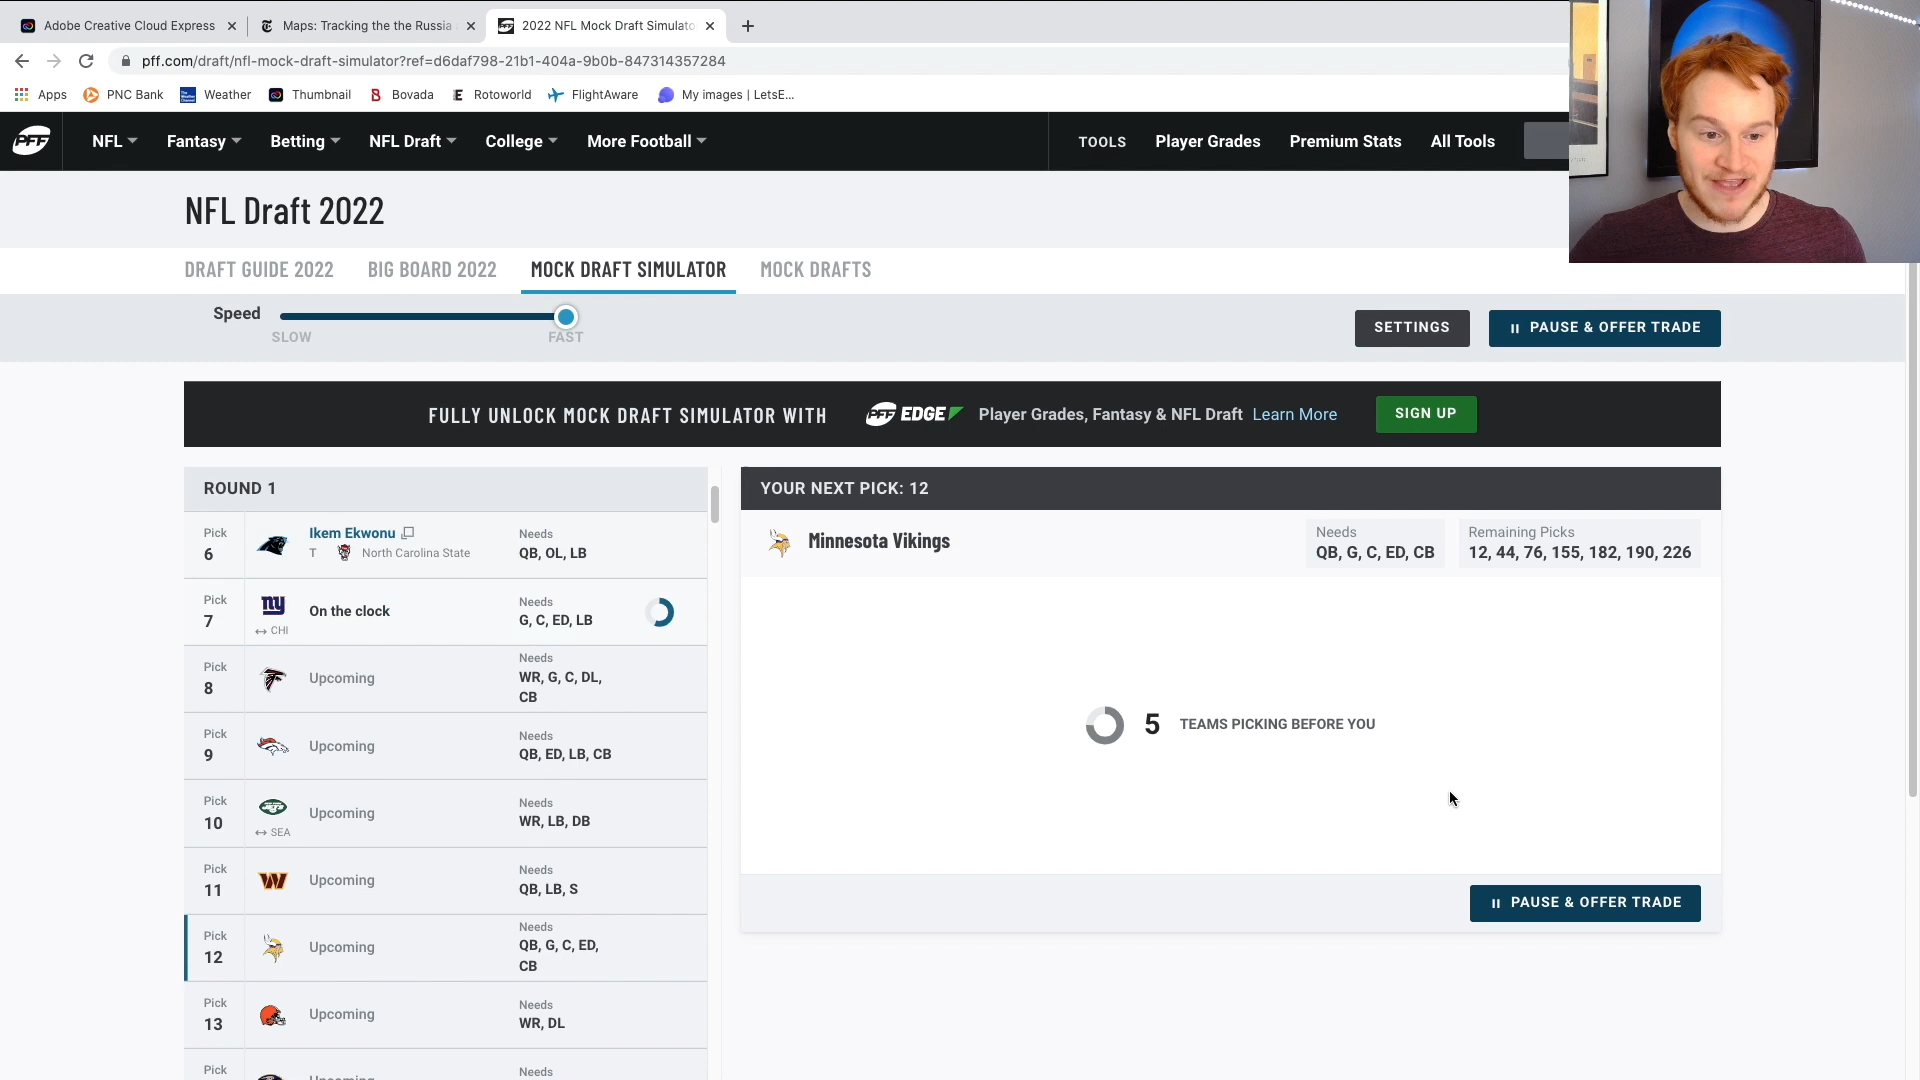 Adobe Creative Cloud Express
Maps: Tracking the the Russia
2022 NFL Mock Draft Simulato
pff.com/draft/nfl-mock-draft-simulator?ref=d6daf798-21b1-404a-9b0b-847314357284
Apps PNC Bank Weather Thumbnail Bovada Rotoworld FlightAware My images | LetsE...
PFF NFL Fantasy Betting NFL Draft College More Football TOOLS Player Grades Premium Stats All Tools
NFL Draft 2022
DRAFT GUIDE 2022 BIG BOARD 2022 MOCK DRAFT SIMULATOR MOCK DRAFTS
Speed
SLOW FAST
SETTINGS PAUSE & OFFER TRADE
FULLY UNLOCK MOCK DRAFT SIMULATOR WITH PFF EDGE Player Grades, Fantasy & NFL Draft Learn More SIGN UP
ROUND 1
Pick
6
Ikem Ekwonu
T North Carolina State
Needs
QB, OL, LB
Pick
7
ny
CHI
On the clock
Needs
G, C, ED, LB
Pick
8
Upcoming
Needs
WR, G, C, DL,
CB
Pick
9
Upcoming
Needs
QB, ED, LB, CB
Pick
10
SEA
Upcoming
Needs
WR, LB, DB
Pick
11
W
Upcoming
Needs
QB, LB, S
Pick
12
Upcoming
Needs
QB, G, C, ED,
CB
Pick
13
Upcoming
Needs
WR, DL
Pick
Upcoming
Needs
YOUR NEXT PICK: 12
Minnesota Vikings
Needs
QB, G, C, ED, CB
Remaining Picks
12, 44, 76, 155, 182, 190, 226
5 TEAMS PICKING BEFORE YOU
PAUSE & OFFER TRADE